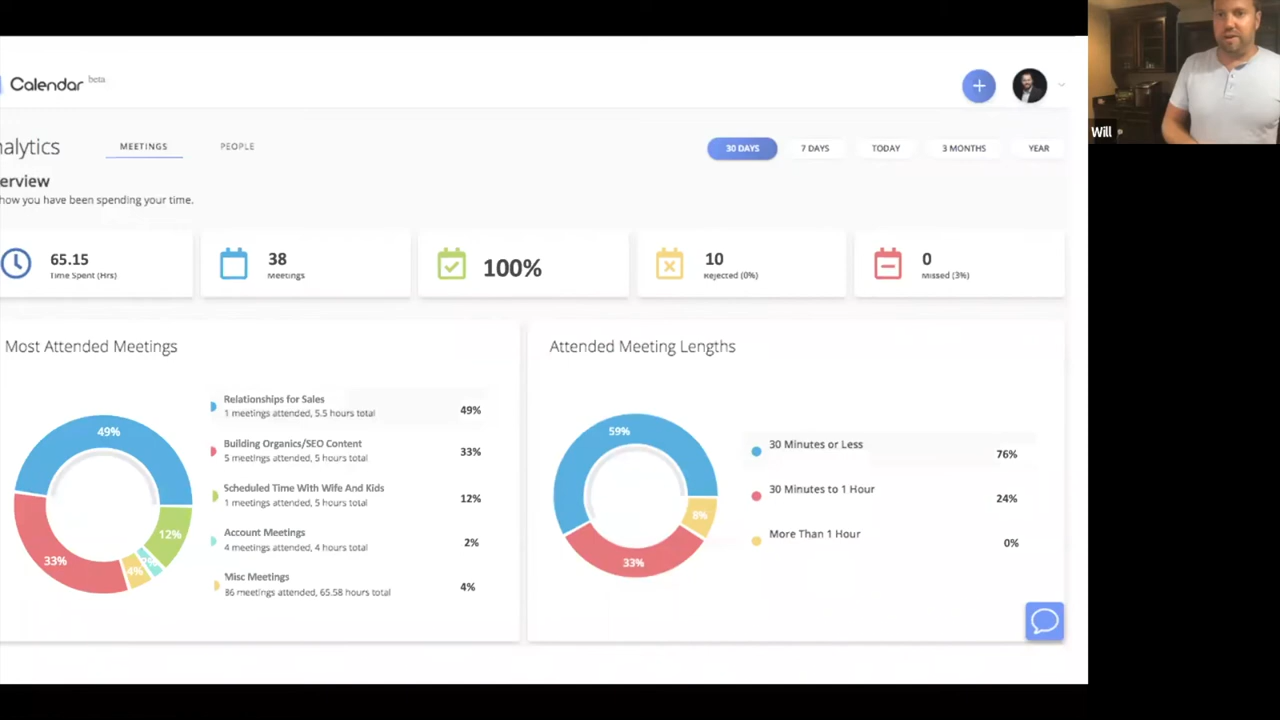 Calendar beta
Will
nalytics
MEETINGS
PEOPLE
30 DAYS
7 DAYS
TODAY
3 MONTHS
YEAR
erview
how you have been spending your time.
65.15
Time Spent (Hrs)
38
Meetings
100%
10
Rejected (0%)
0
Missed (3%)
Most Attended Meetings
49%
33%
12%
4%
Relationships for Sales
1 meetings attended, 5.5 hours total
49%
Building Organics/SEO Content
5 meetings attended, 5 hours total
33%
Scheduled Time With Wife And Kids
1 meetings attended, 5 hours total
12%
Account Meetings
4 meetings attended, 4 hours total
2%
Misc Meetings
86 meetings attended, 65.58 hours total
4%
Attended Meeting Lengths
59%
8%
33%
30 Minutes or Less
76%
30 Minutes to 1 Hour
24%
More Than 1 Hour
0%